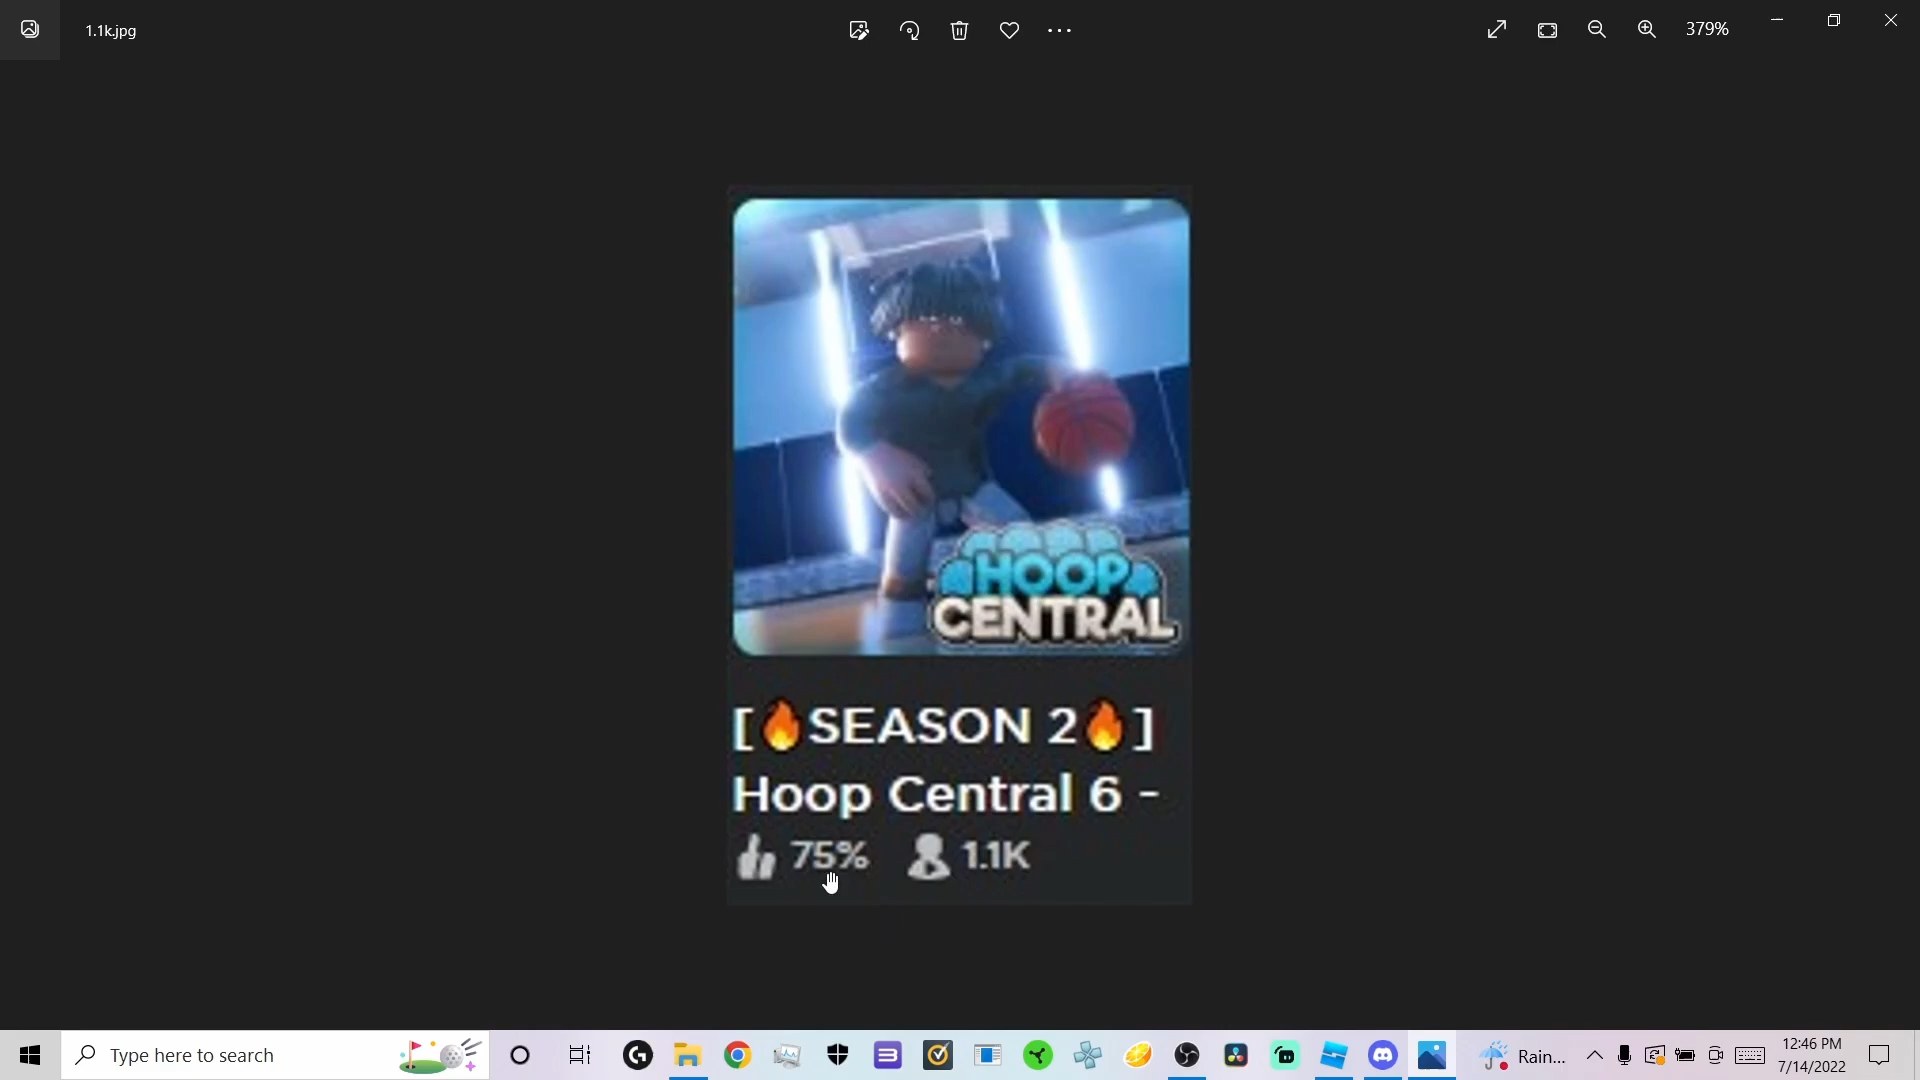 1.1k.jpg
379%
HOOP
CENTRAL
[🔥SEASON 2🔥]
Hoop Central 6 -
75% 1.1K
Type here to search
Rain...
12:46 PM
7/14/2022